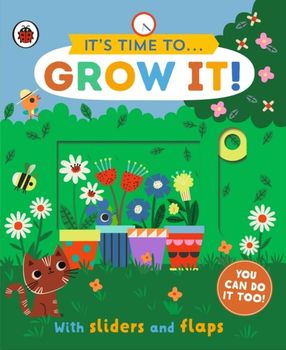 IT'S TIME TO...
GROW IT!
YOU CAN
DO IT TOO!
With sliders and flaps